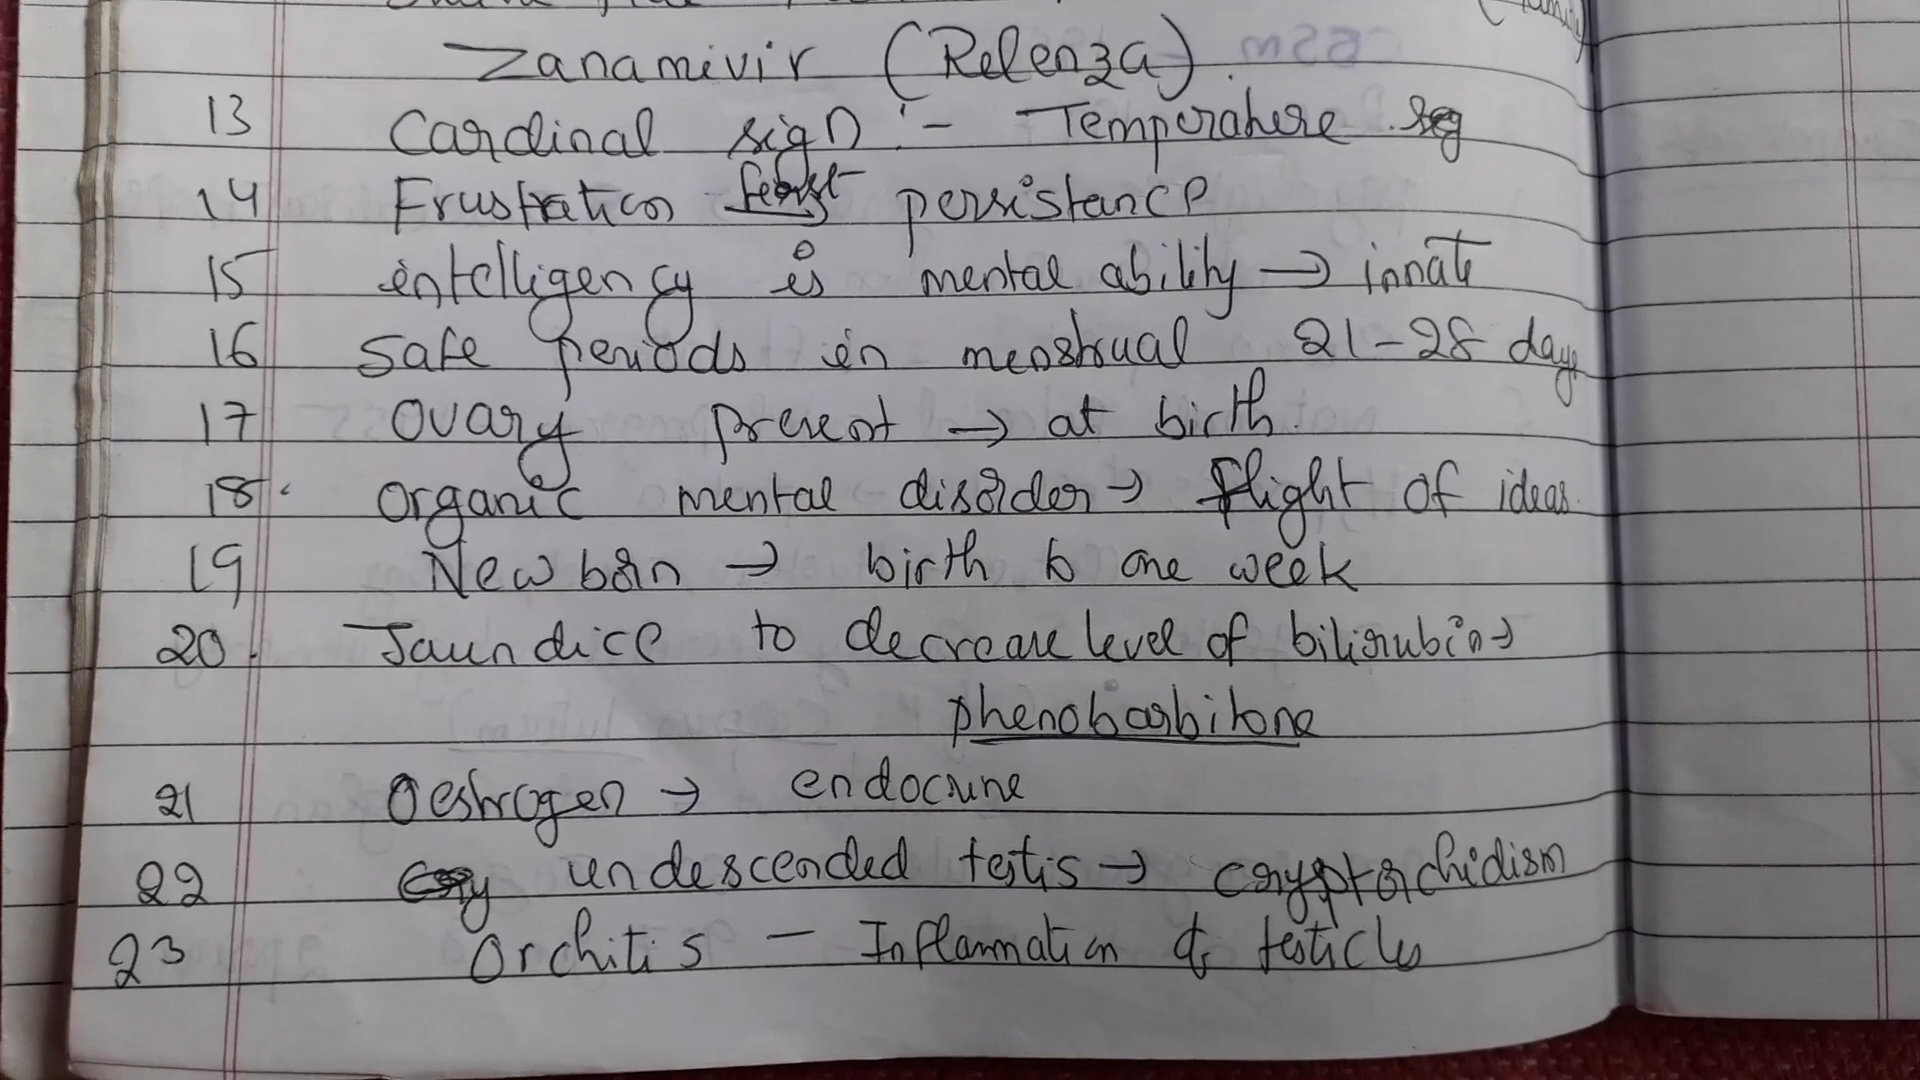 Zanamivir (Relenza).
13 Cardinal sign :- Temperature
14 Frustration persistance
15 intelligency is mental ability → innate
16 safe periods in menstrual 21-28 days
17 Ovary present → at birth.
18. Organic mental disorder → flight of ideas.
19 New born → birth to one week
20. Jaundice to decrease level of bilirubin →
phenobarbitone
21 Oestrogen → endocrine
22 undescended testis → cryptorchidism
23 Orchitis - Inflammation of testicles